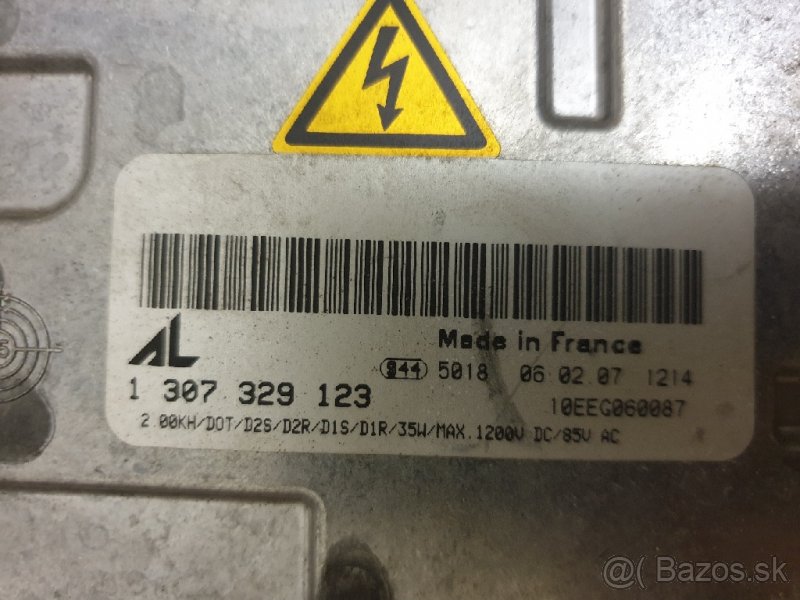 AL
Made in France
944 5018 06 02 07 1214
1 307 329 123
10EEG060087
2.00KH/DOT/D2S/D2R/D1S/D1R/35W/MAX.1200V DC/85V AC
@ Bazos.sk